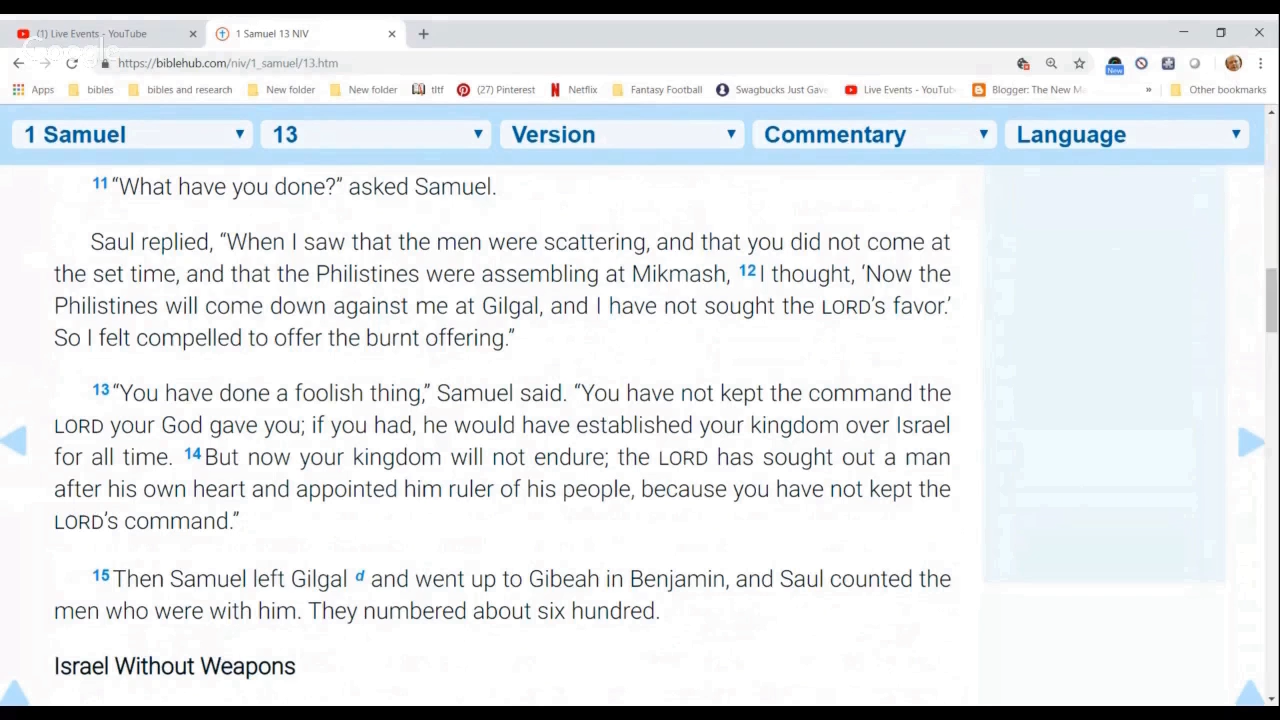 (1) Live Events - YouTube
1 Samuel 13 NIV
Google
https://biblehub.com/niv/1_samuel/13.htm
New
Apps bibles bibles and research New folder New folder tltf (27) Pinterest Netflix Fantasy Football Swagbucks Just Gave Live Events - YouTub Blogger: The New Ma » Other bookmarks
1 Samuel 13 Version Commentary Language
11 “What have you done?” asked Samuel.
Saul replied, “When I saw that the men were scattering, and that you did not come at
the set time, and that the Philistines were assembling at Mikmash, 12 I thought, ‘Now the
Philistines will come down against me at Gilgal, and I have not sought the LORD’s favor.’
So I felt compelled to offer the burnt offering.”
13 “You have done a foolish thing,” Samuel said. “You have not kept the command the
LORD your God gave you; if you had, he would have established your kingdom over Israel
for all time. 14 But now your kingdom will not endure; the LORD has sought out a man
after his own heart and appointed him ruler of his people, because you have not kept the
LORD’s command.”
15 Then Samuel left Gilgal d and went up to Gibeah in Benjamin, and Saul counted the
men who were with him. They numbered about six hundred.
Israel Without Weapons